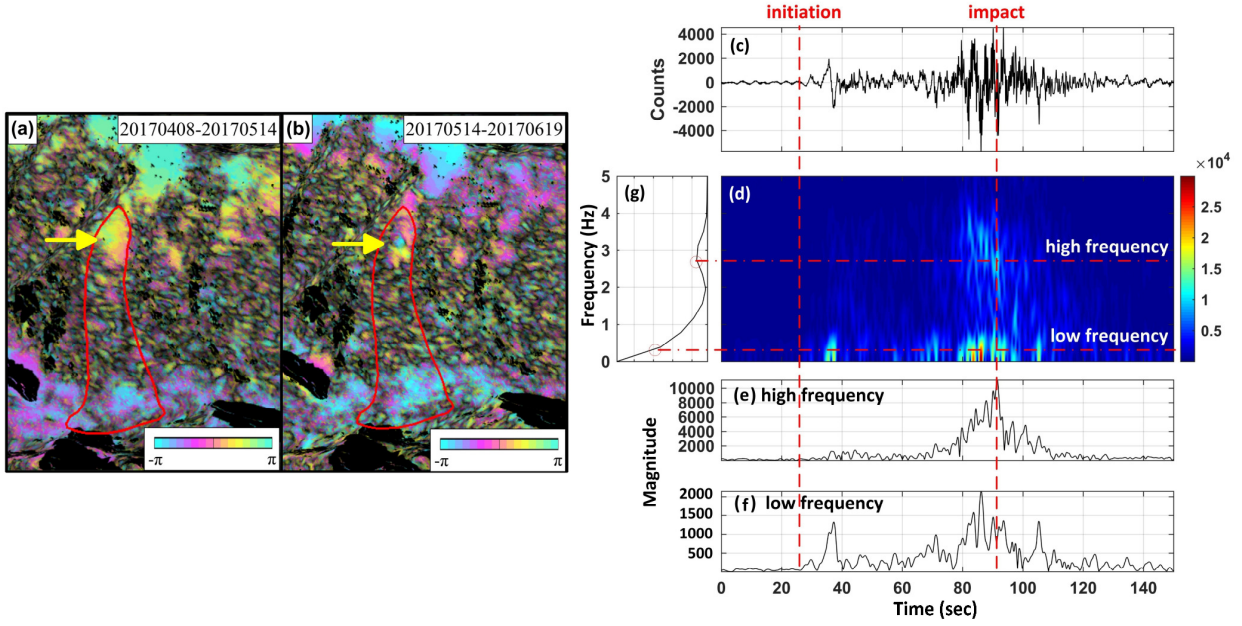 (a)
20170408-20170514
-π
π
(b)
20170514-20170619
-π
π
initiation
impact
(c)
4000
2000
0
-2000
-4000
Counts
(g)
5
4
3
2
1
0
Frequency (Hz)
(d)
high frequency
low frequency
×10⁴
3
2.5
2
1.5
1
0.5
(e) high frequency
10000
8000
6000
4000
2000
Magnitude
(f) low frequency
2000
1500
1000
500
0 20 40 60 80 100 120 140
Time (sec)